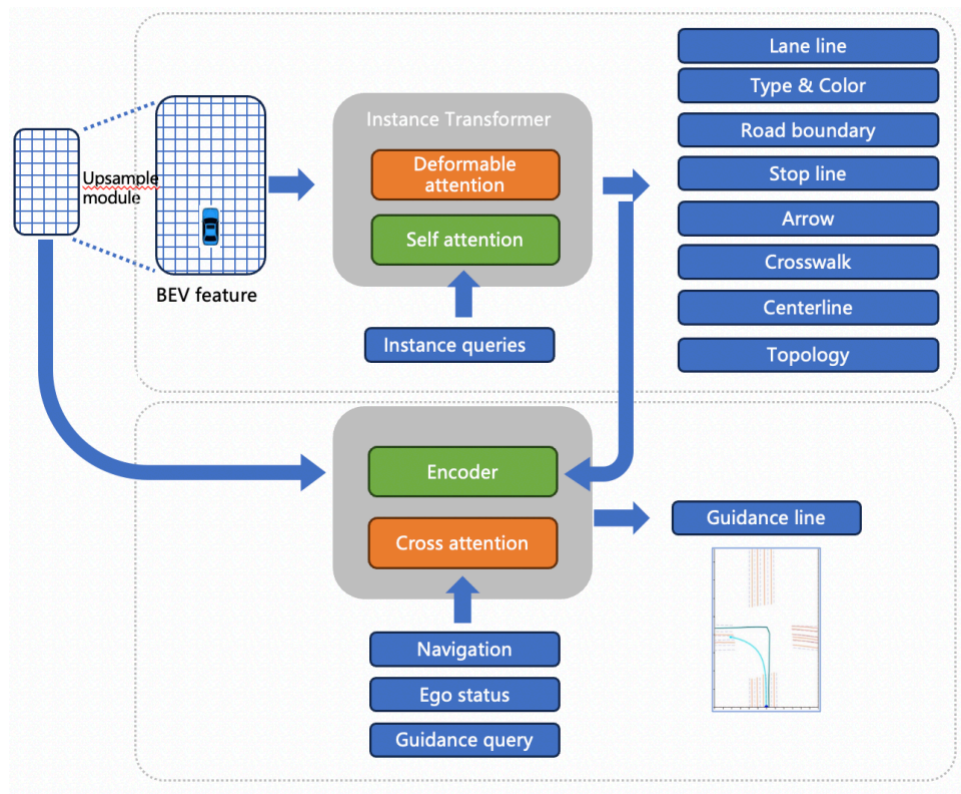 Upsample
module
BEV feature
Instance Transformer
Deformable
attention
Self attention
Instance queries
Lane line
Type & Color
Road boundary
Stop line
Arrow
Crosswalk
Centerline
Topology
Encoder
Cross attention
Navigation
Ego status
Guidance query
Guidance line